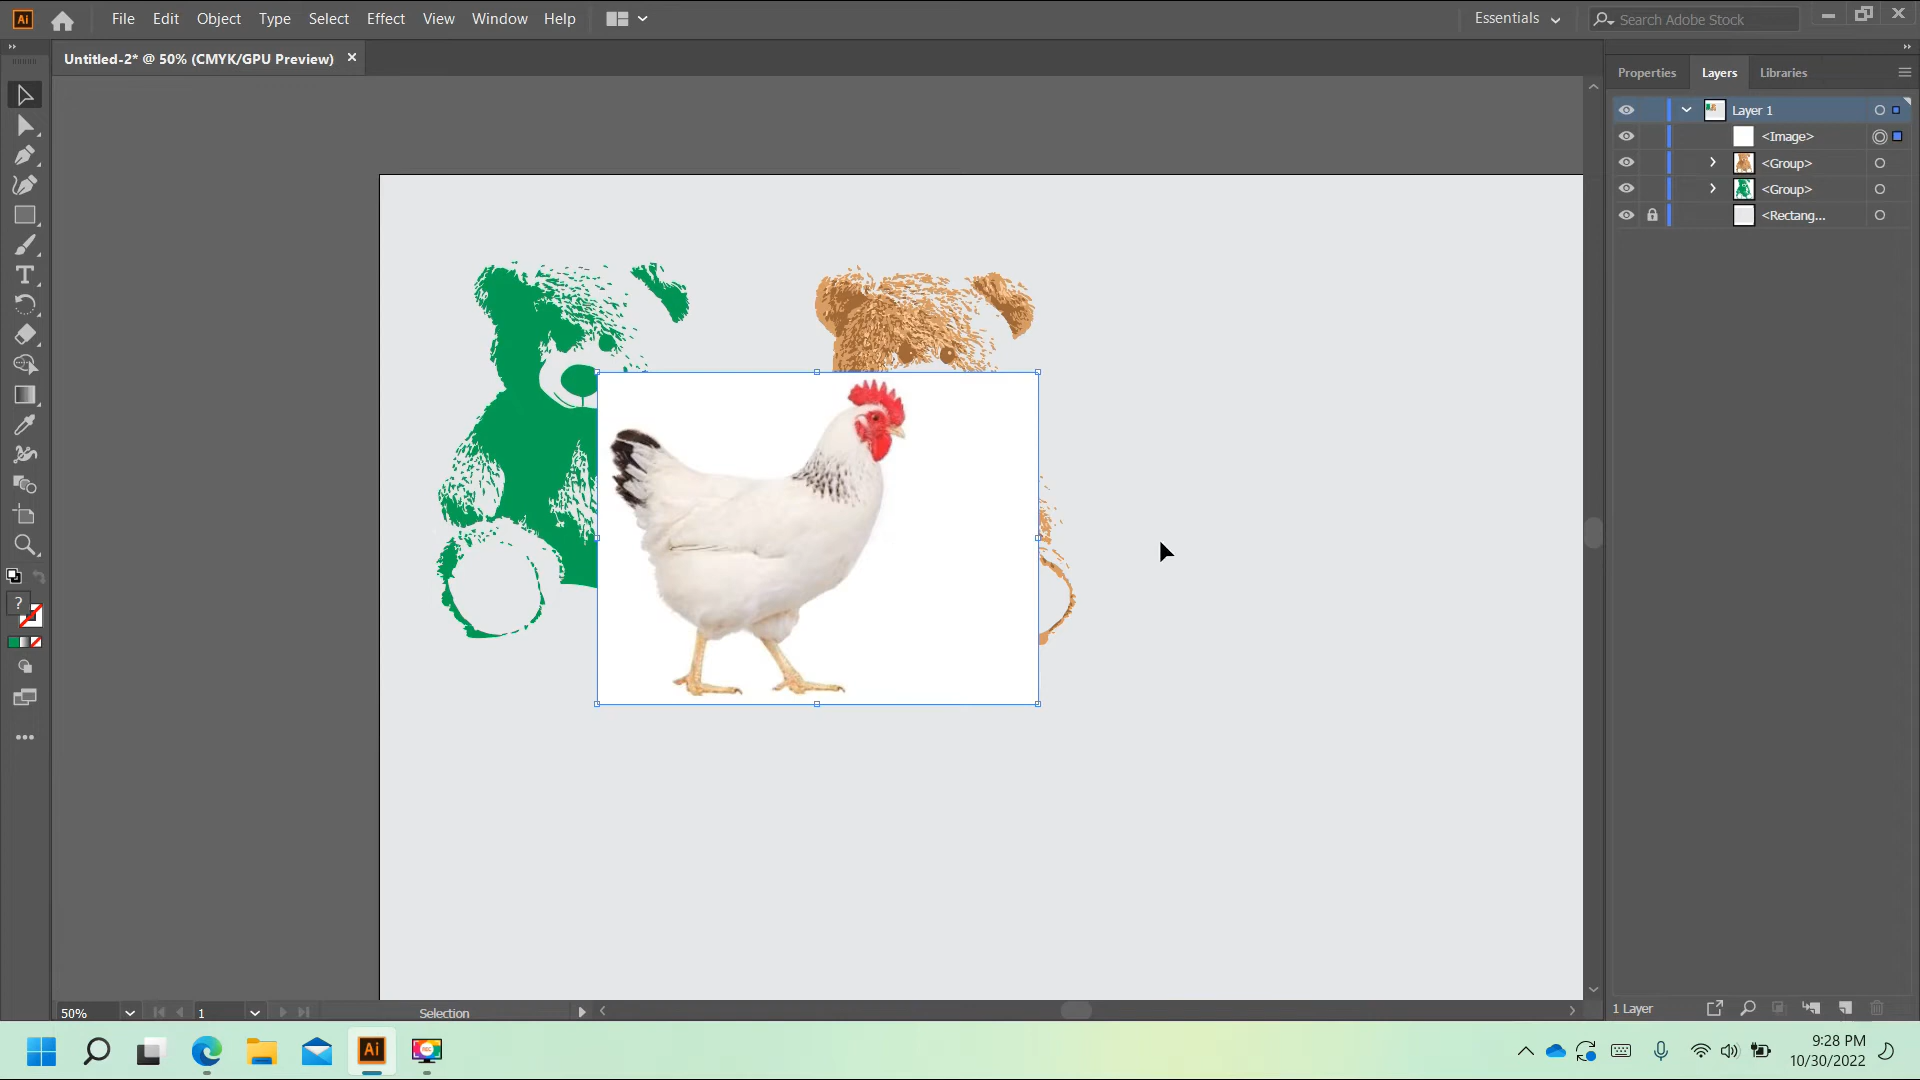 Ai File Edit Object Type Select Effect View Window Help Essentials Search Adobe Stock
Untitled-2* @ 50% (CMYK/GPU Preview)
Properties Layers Libraries
Layer 1
<Image>
<Group>
<Group>
<Rectang...
?
50% 1 Selection
1 Layer
Ai
9:28 PM
10/30/2022